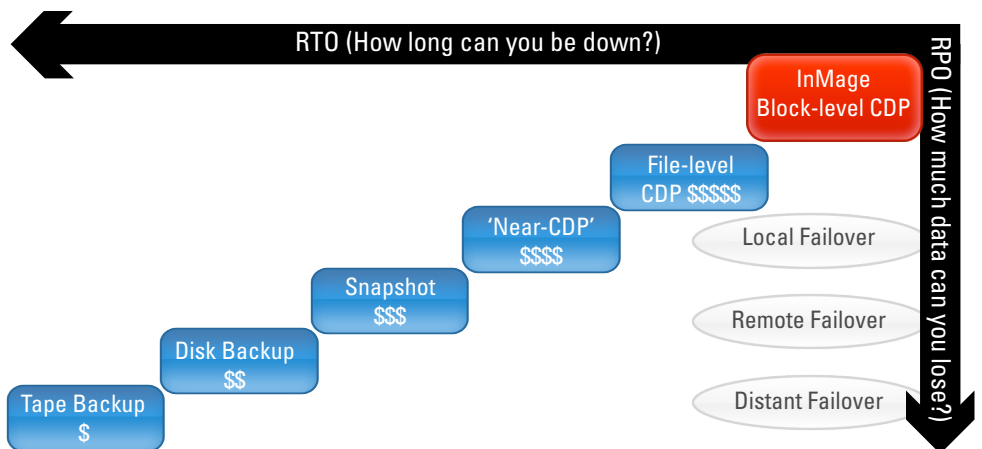 RTO (How long can you be down?)
RPO (How much data can you lose?)
InMage
Block-level CDP
File-level
CDP $$$$$
'Near-CDP'
$$$$
Local Failover
Snapshot
$$$
Remote Failover
Disk Backup
$$
Tape Backup
$
Distant Failover